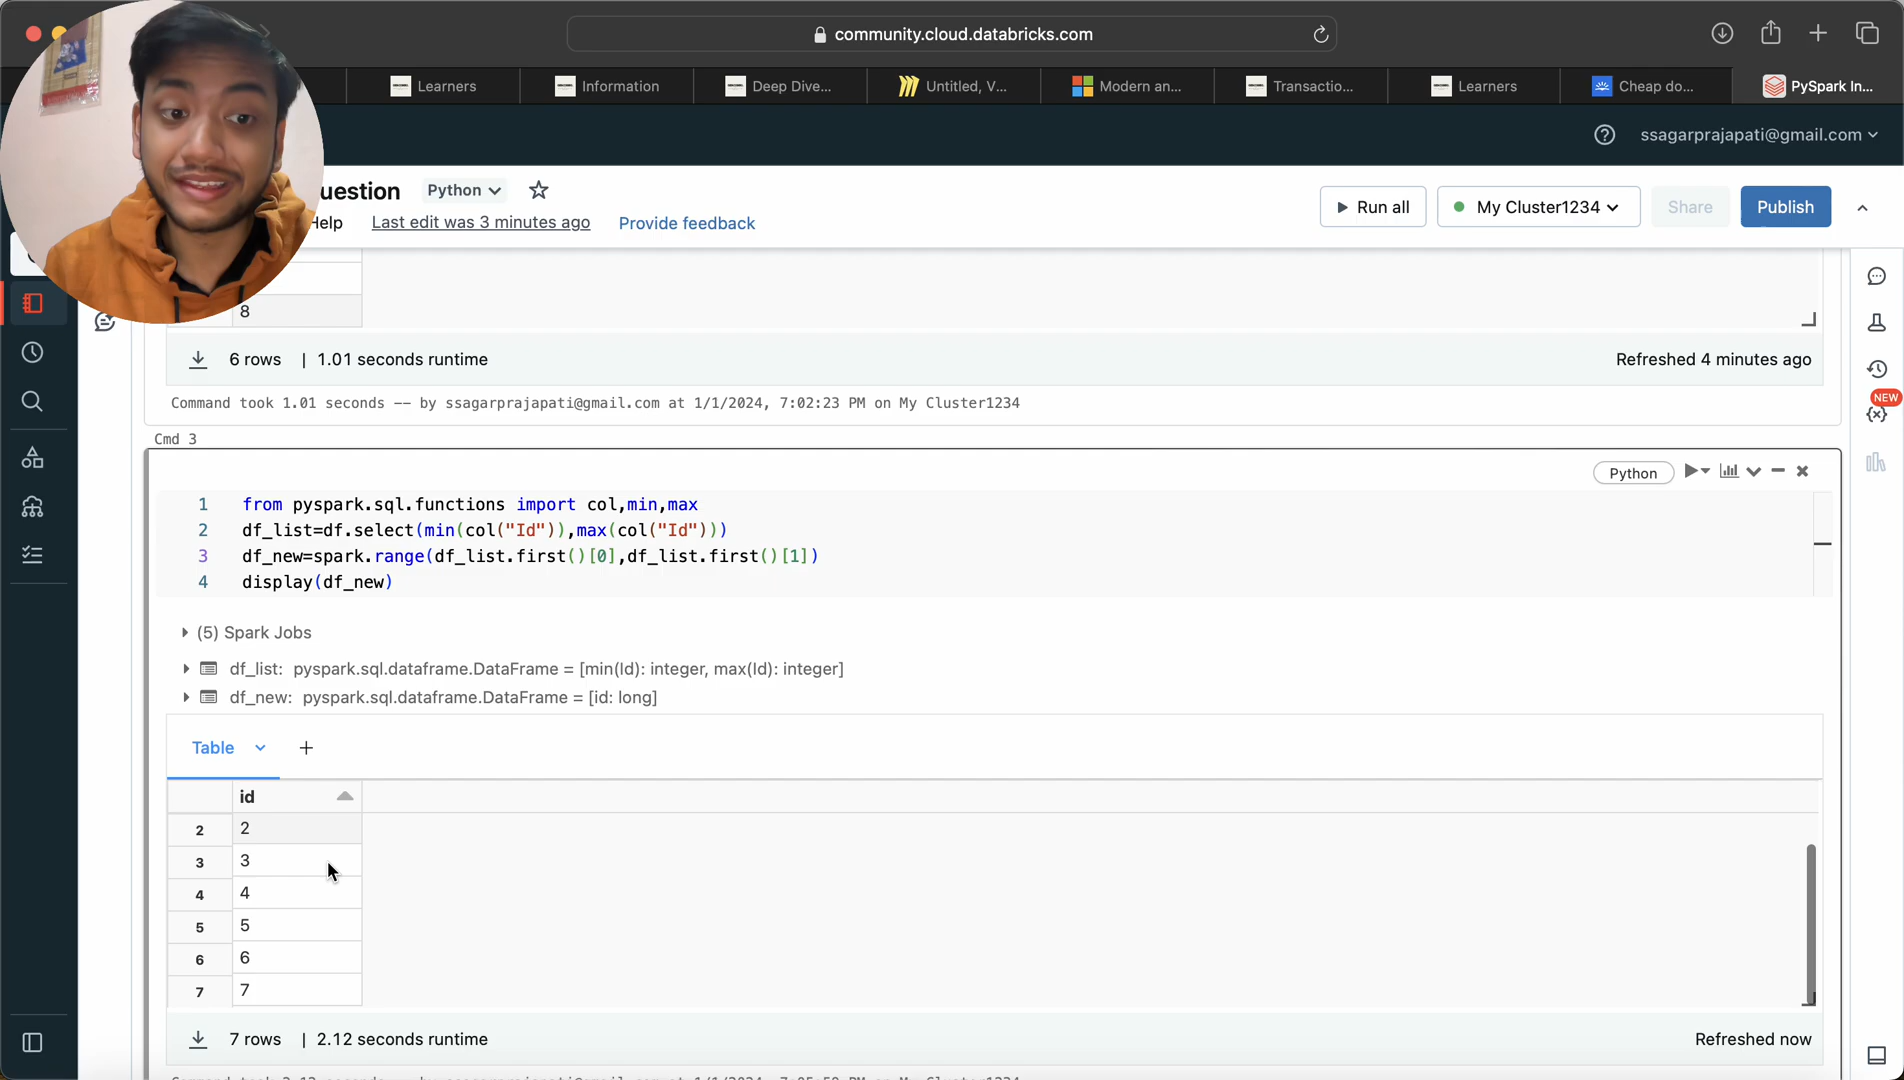 community.cloud.databricks.com
Learners
Information
Deep Dive...
Untitled, V...
Modern an...
Transactio...
Learners
Cheap do...
PySpark In...
ssagarprajapati@gmail.com
uestion
Python
Help
Last edit was 3 minutes ago
Provide feedback
Run all
My Cluster1234
Share
Publish
NEW
8
6 rows | 1.01 seconds runtime
Refreshed 4 minutes ago
Command took 1.01 seconds -- by ssagarprajapati@gmail.com at 1/1/2024, 7:02:23 PM on My Cluster1234
Cmd 3
Python
1 from pyspark.sql.functions import col,min,max
2 df_list=df.select(min(col("Id")),max(col("Id")))
3 df_new=spark.range(df_list.first()[0],df_list.first()[1])
4 display(df_new)
(5) Spark Jobs
df_list: pyspark.sql.dataframe.DataFrame = [min(Id): integer, max(Id): integer]
df_new: pyspark.sql.dataframe.DataFrame = [id: long]
Table
id
2 2
3 3
4 4
5 5
6 6
7 7
7 rows | 2.12 seconds runtime
Refreshed now